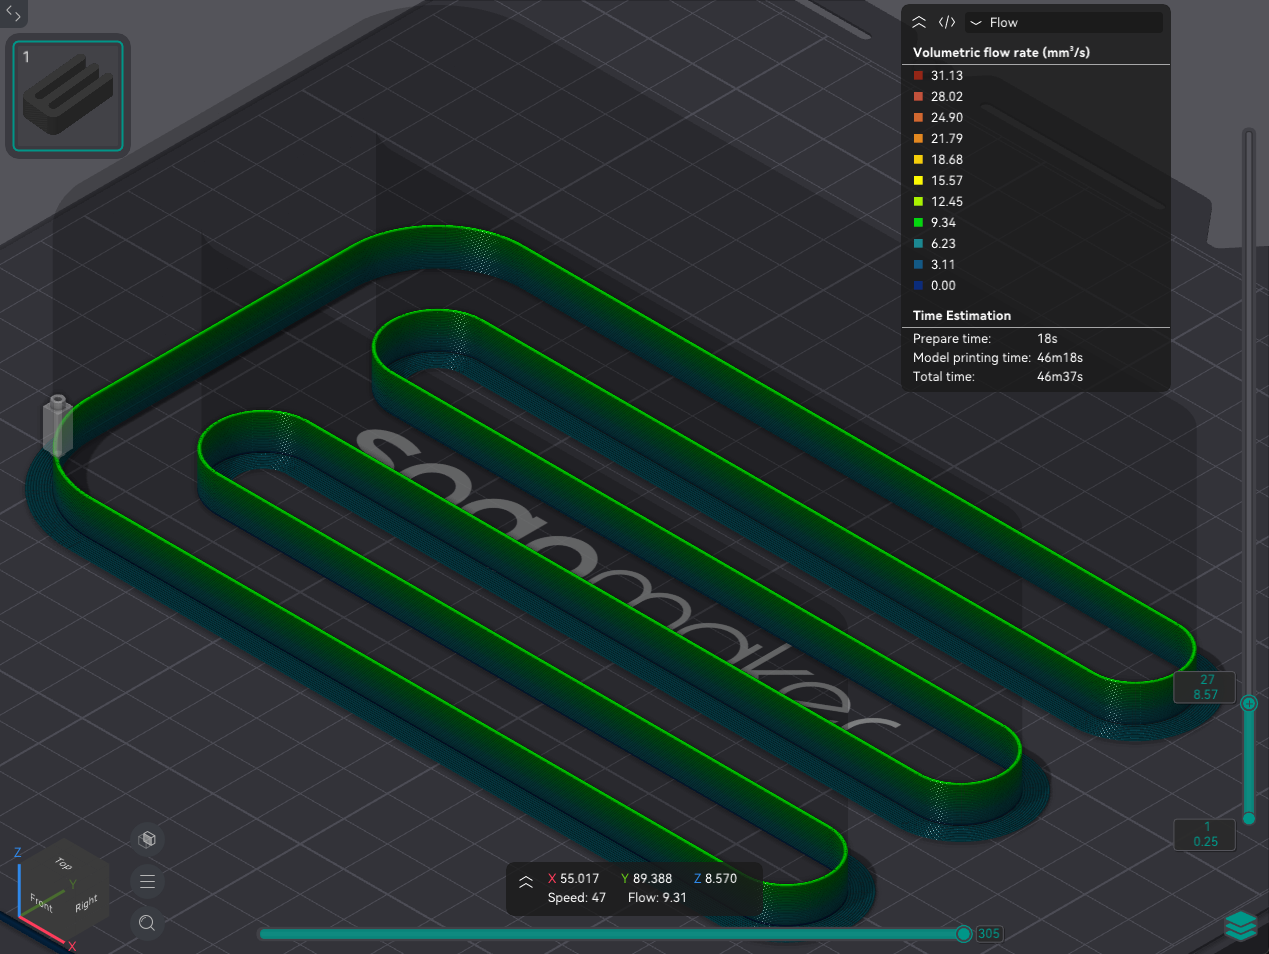 1
Flow
Volumetric flow rate (mm³/s)
31.13
28.02
24.90
21.79
18.68
15.57
12.45
9.34
6.23
3.11
0.00
Time Estimation
Prepare time: 18s
Model printing time: 46m18s
Total time: 46m37s
27
8.57
1
0.25
Z
Top
Y
Front
Right
X
X 55.017 Y 89.388 Z 8.570
Speed: 47 Flow: 9.31
305